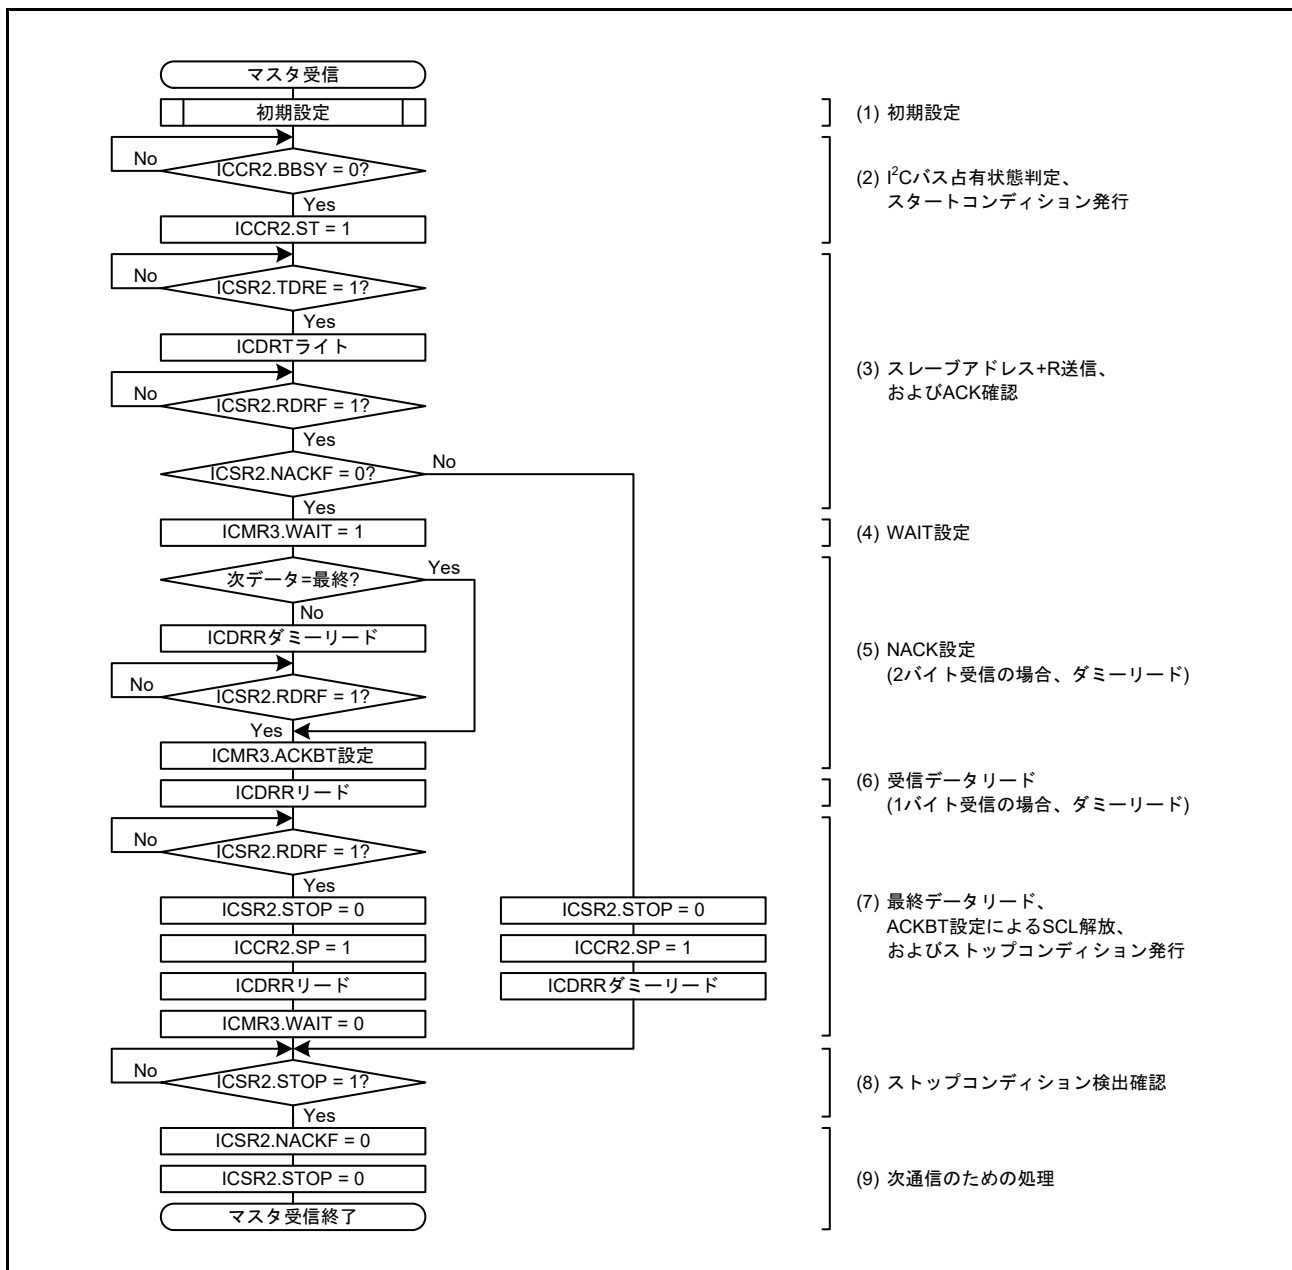 マスタ受信
初期設定
(1) 初期設定
No
ICCR2.BBSY = 0?
Yes
ICCR2.ST = 1
(2) I²Cバス占有状態判定、
スタートコンディション発行
No
ICSR2.TDRE = 1?
Yes
ICDRTライト
No
ICSR2.RDRF = 1?
Yes
ICSR2.NACKF = 0?
No
Yes
(3) スレーブアドレス+R送信、
およびACK確認
ICMR3.WAIT = 1
(4) WAIT設定
次データ=最終?
Yes
No
ICDRRダミーリード
No
ICSR2.RDRF = 1?
Yes
ICMR3.ACKBT設定
(5) NACK設定
(2バイト受信の場合、ダミーリード)
ICDRRリード
(6) 受信データリード
(1バイト受信の場合、ダミーリード)
No
ICSR2.RDRF = 1?
Yes
ICSR2.STOP = 0
ICCR2.SP = 1
ICDRRリード
ICMR3.WAIT = 0
ICSR2.STOP = 0
ICCR2.SP = 1
ICDRRダミーリード
(7) 最終データリード、
ACKBT設定によるSCL解放、
およびストップコンディション発行
No
ICSR2.STOP = 1?
Yes
(8) ストップコンディション検出確認
ICSR2.NACKF = 0
ICSR2.STOP = 0
(9) 次通信のための処理
マスタ受信終了